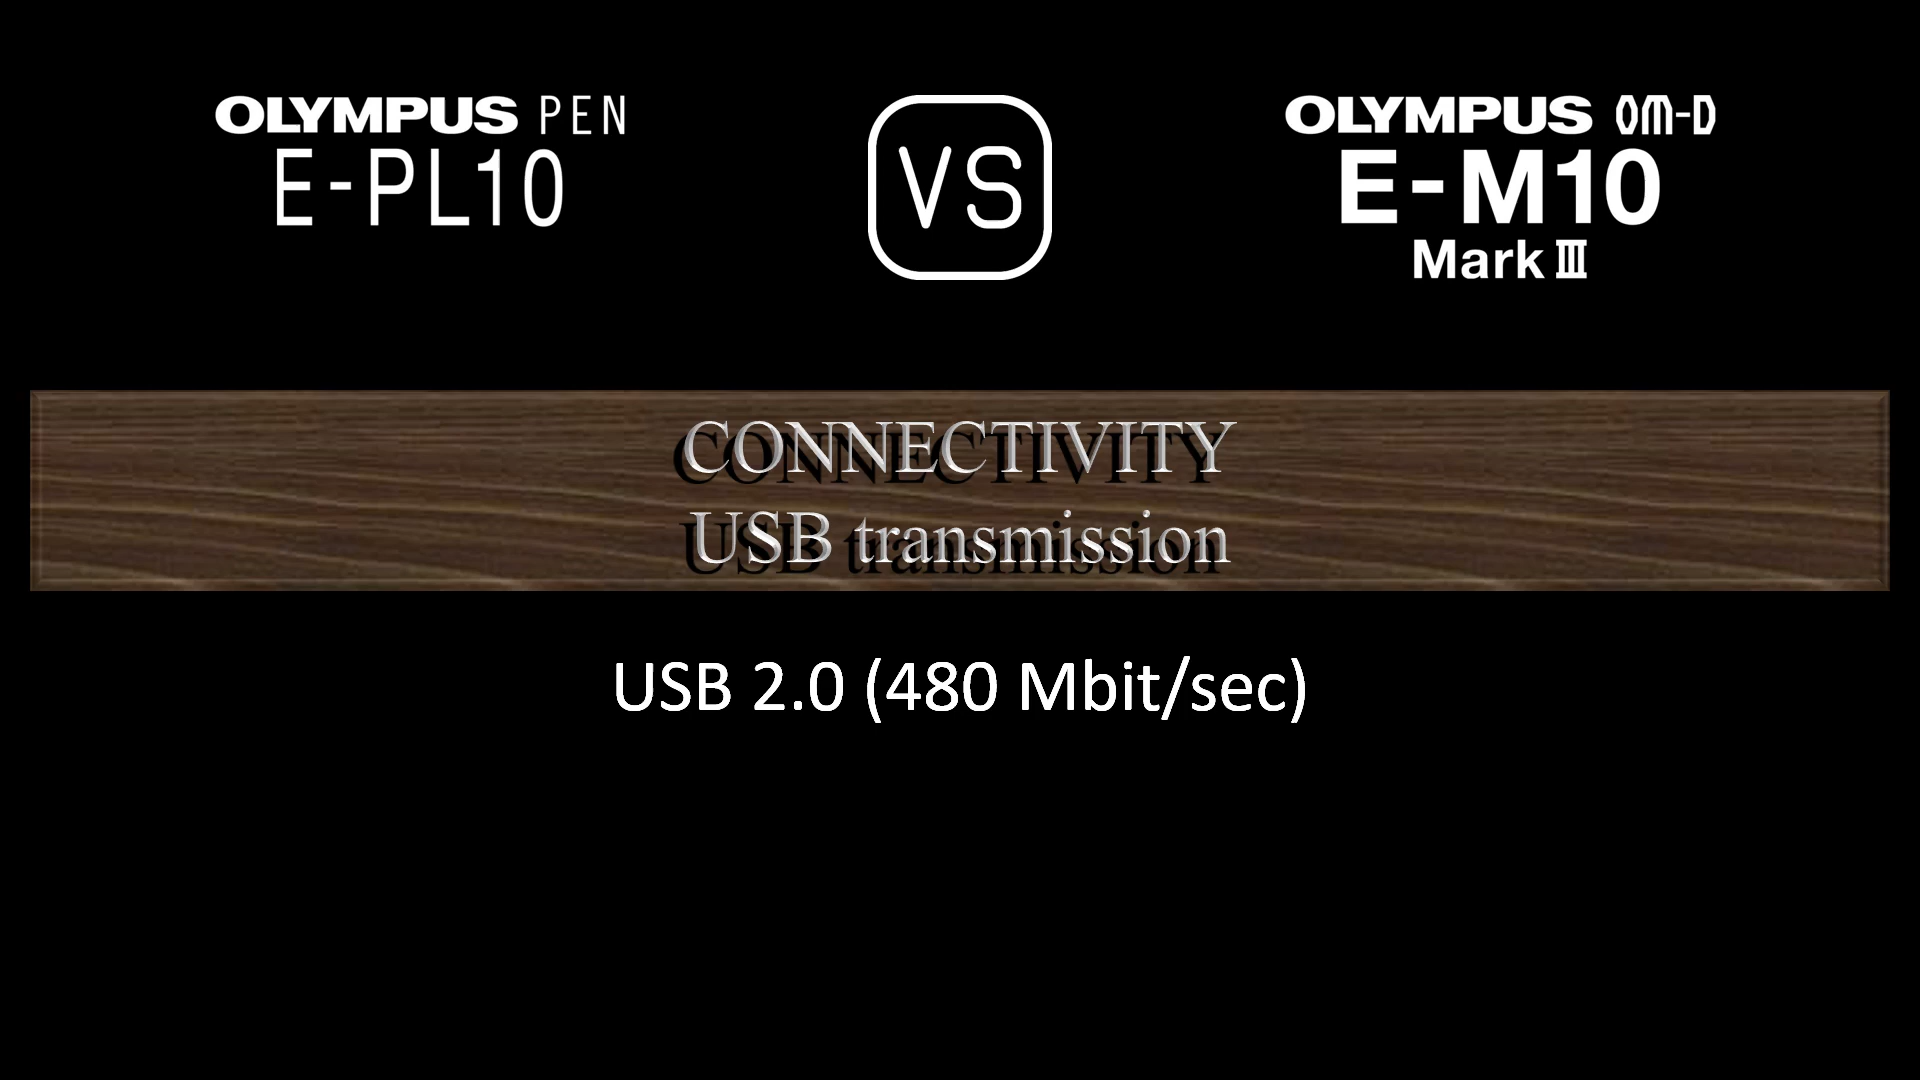 OLYMPUS PEN
E-PL10
VS
OLYMPUS OM-D
E-M10
Mark III
CONNECTIVITY
USB transmission
USB 2.0 (480 Mbit/sec)